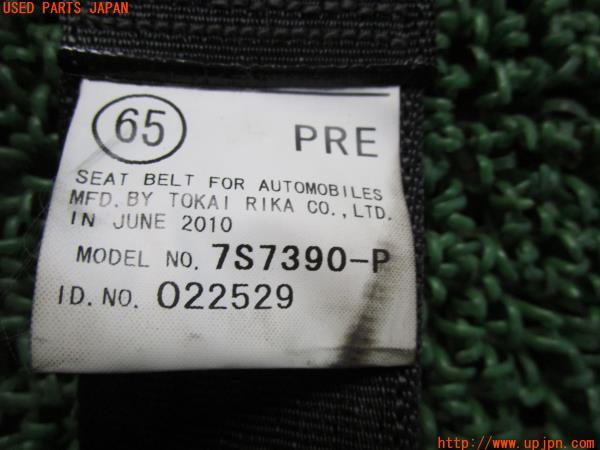 USED PARTS JAPAN
65 PRE
SEAT BELT FOR AUTOMOBILES
MFD. BY TOKAI RIKA CO., LTD.
IN JUNE 2010
MODEL NO. 7S7390-P
ID. NO. 022529
http://www.upjpn.com/